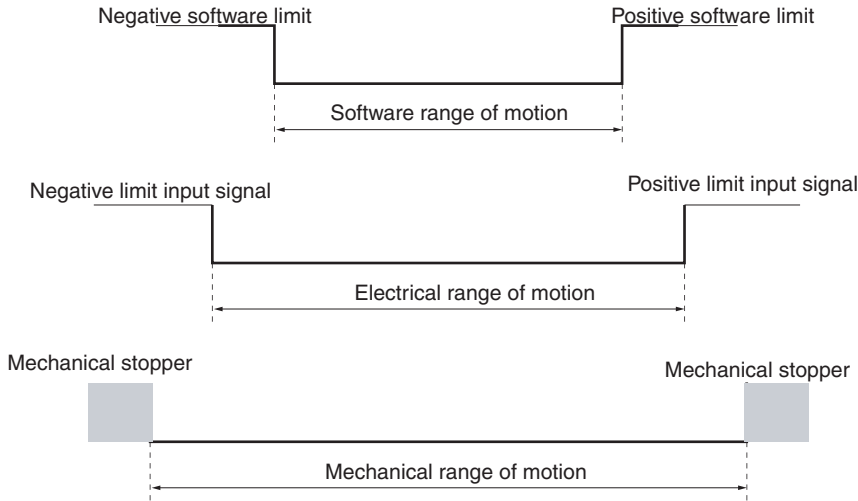 Negative software limit
Positive software limit
Software range of motion
Negative limit input signal
Positive limit input signal
Electrical range of motion
Mechanical stopper
Mechanical stopper
Mechanical range of motion